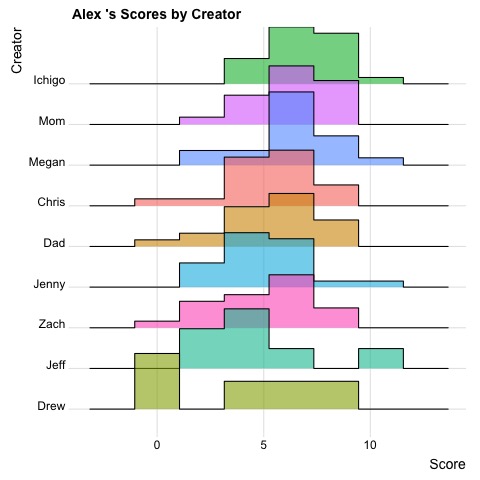 Alex 's Scores by Creator
Creator
Ichigo
Mom
Megan
Chris
Dad
Jenny
Zach
Jeff
Drew
0 5 10
Score